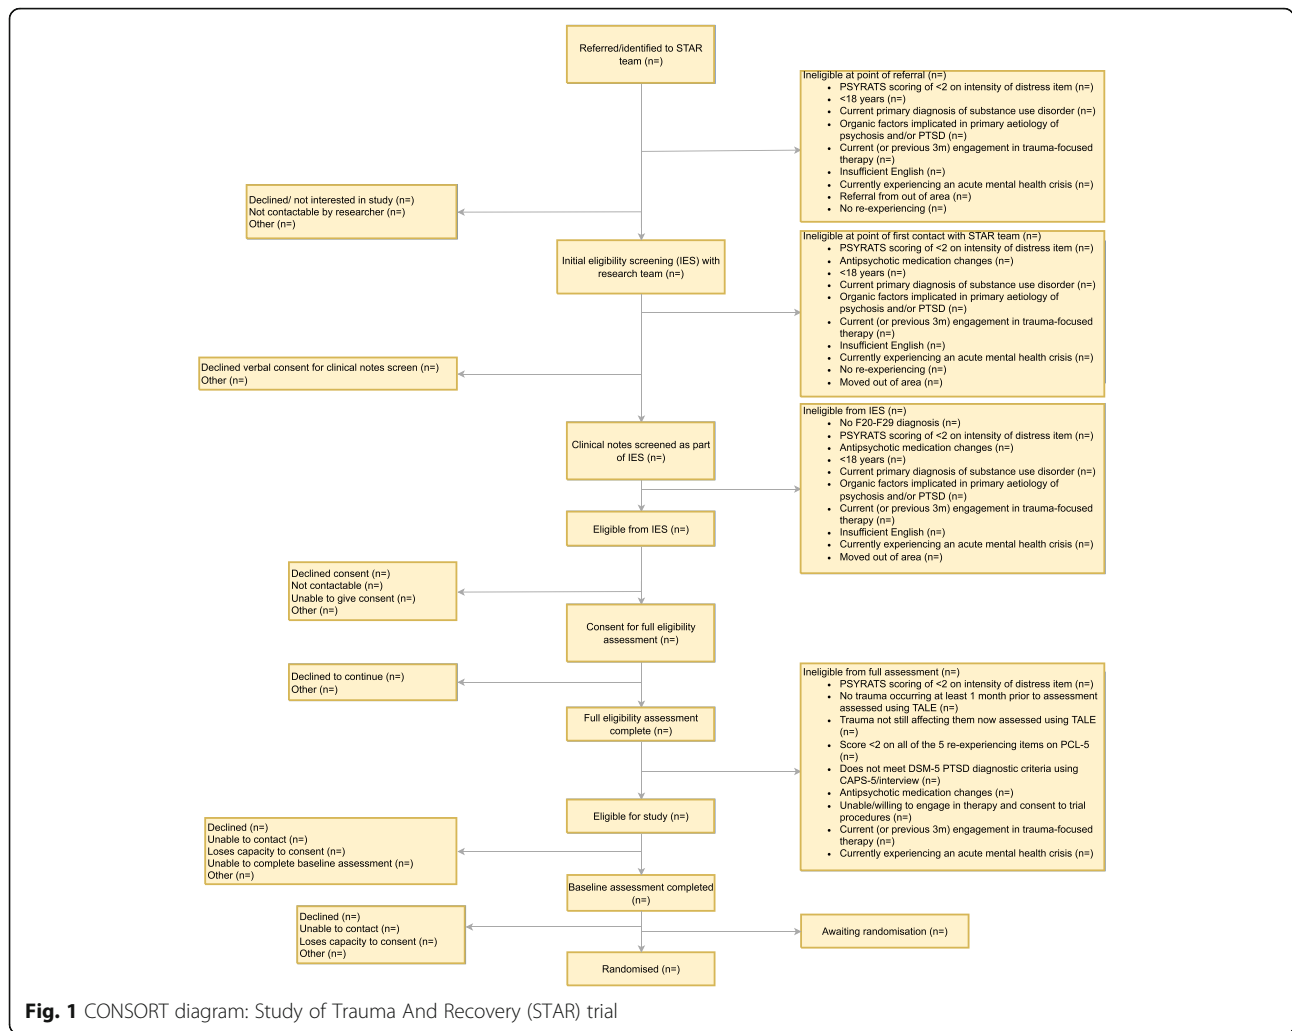 Referred/identified to STAR
team (n=)
Ineligible at point of referral (n=)
• PSYRATS scoring of <2 on intensity of distress item (n=)
• <18 years (n=)
• Current primary diagnosis of substance use disorder (n=)
• Organic factors implicated in primary aetiology of
psychosis and/or PTSD (n=)
• Current (or previous 3m) engagement in trauma-focused
therapy (n=)
• Insufficient English (n=)
• Currently experiencing an acute mental health crisis (n=)
• Referral from out of area (n=)
• No re-experiencing (n=)
Declined/ not interested in study (n=)
Not contactable by researcher (n=)
Other (n=)
Initial eligibility screening (IES) with
research team (n=)
Ineligible at point of first contact with STAR team (n=)
• PSYRATS scoring of <2 on intensity of distress item (n=)
• Antipsychotic medication changes (n=)
• <18 years (n=)
• Current primary diagnosis of substance use disorder (n=)
• Organic factors implicated in primary aetiology of
psychosis and/or PTSD (n=)
• Current (or previous 3m) engagement in trauma-focused
therapy (n=)
• Insufficient English (n=)
• Currently experiencing an acute mental health crisis (n=)
• No re-experiencing (n=)
• Moved out of area (n=)
Declined verbal consent for clinical notes screen (n=)
Other (n=)
Clinical notes screened as part
of IES (n=)
Ineligible from IES (n=)
• No F20-F29 diagnosis (n=)
• PSYRATS scoring of <2 on intensity of distress item (n=)
• Antipsychotic medication changes (n=)
• <18 years (n=)
• Current primary diagnosis of substance use disorder (n=)
• Organic factors implicated in primary aetiology of
psychosis and/or PTSD (n=)
• Current (or previous 3m) engagement in trauma-focused
therapy (n=)
• Insufficient English (n=)
• Currently experiencing an acute mental health crisis (n=)
• Moved out of area (n=)
Eligible from IES (n=)
Declined consent (n=)
Not contactable (n=)
Unable to give consent (n=)
Other (n=)
Consent for full eligibility
assessment (n=)
Declined to continue (n=)
Other (n=)
Full eligibility assessment
complete (n=)
Ineligible from full assessment (n=)
• PSYRATS scoring of <2 on intensity of distress item (n=)
• No trauma occurring at least 1 month prior to assessment
assessed using TALE (n=)
• Trauma not still affecting them now assessed using TALE
(n=)
• Score <2 on all of the 5 re-experiencing items on PCL-5
(n=)
• Does not meet DSM-5 PTSD diagnostic criteria using
CAPS-5/interview (n=)
• Antipsychotic medication changes (n=)
• Unable/willing to engage in therapy and consent to trial
procedures (n=)
• Current (or previous 3m) engagement in trauma-focused
therapy (n=)
• Currently experiencing an acute mental health crisis (n=)
Eligible for study (n=)
Declined (n=)
Unable to contact (n=)
Loses capacity to consent (n=)
Unable to complete baseline assessment (n=)
Other (n=)
Baseline assessment completed
(n=)
Declined (n=)
Unable to contact (n=)
Loses capacity to consent (n=)
Other (n=)
Awaiting randomisation (n=)
Randomised (n=)
Fig. 1 CONSORT diagram: Study of Trauma And Recovery (STAR) trial